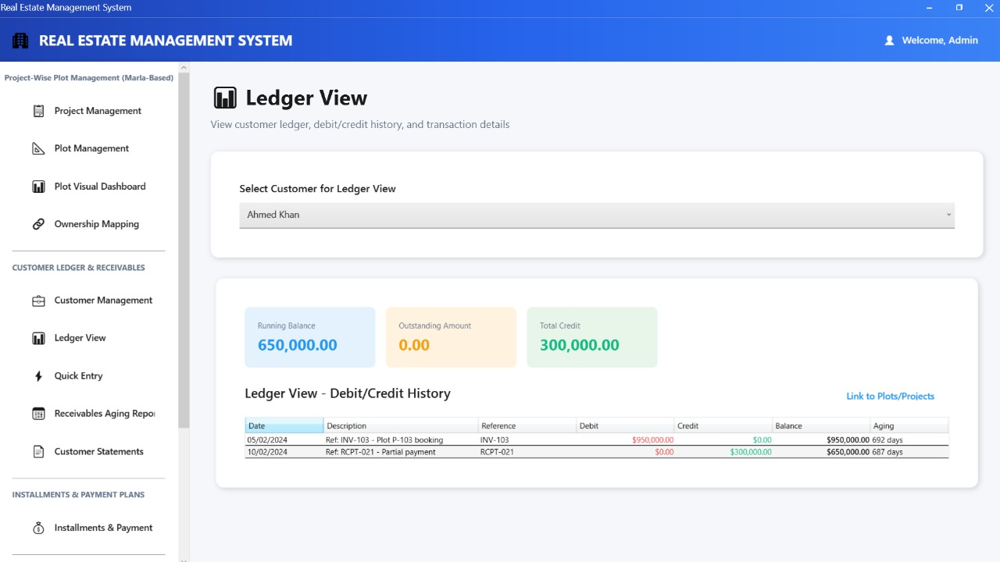 Real Estate Management System
REAL ESTATE MANAGEMENT SYSTEM
Welcome, Admin
Project-Wise Plot Management (Marla-Based)
Project Management
Plot Management
Plot Visual Dashboard
Ownership Mapping
CUSTOMER LEDGER & RECEIVABLES
Customer Management
Ledger View
Quick Entry
Receivables Aging Repo
Customer Statements
INSTALLMENTS & PAYMENT PLANS
Installments & Payment
Ledger View
View customer ledger, debit/credit history, and transaction details
Select Customer for Ledger View
Ahmed Khan
Running Balance
650,000.00
Outstanding Amount
0.00
Total Credit
300,000.00
Ledger View - Debit/Credit History
Link to Plots/Projects
Date Description Reference Debit Credit Balance Aging
05/02/2024 Ref: INV-103 - Plot P-103 booking INV-103 $950,000.00 $0.00 $950,000.00 692 days
10/02/2024 Ref: RCPT-021 - Partial payment RCPT-021 $0.00 $300,000.00 $650,000.00 687 days